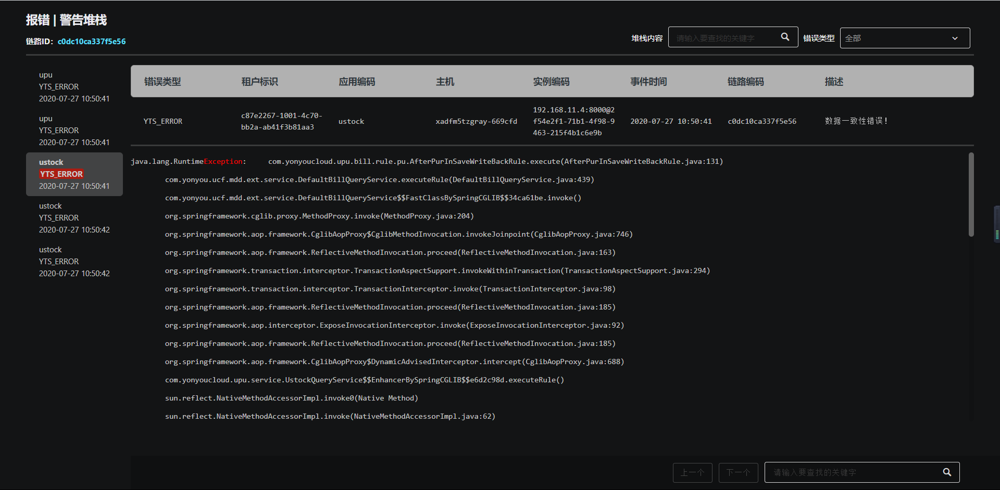 报错 | 警告堆栈
链路ID: c0dc10ca337f5e56
堆栈内容 请输入要查找的关键字 错误类型 全部
upu
YTS_ERROR
2020-07-27 10:50:41
upu
YTS_ERROR
2020-07-27 10:50:41
ustock
YTS_ERROR
2020-07-27 10:50:41
ustock
YTS_ERROR
2020-07-27 10:50:42
ustock
YTS_ERROR
2020-07-27 10:50:42
错误类型 租户标识 应用编码 主机 实例编码 事件时间 链路编码 描述
YTS_ERROR
c87e2267-1001-4c70-
bb2a-ab41f3b81aa3
ustock
xadfm5tzgray-669cfd
192.168.11.4:8000@2
f54e2f1-71b1-4f98-9
463-215f4b1c6e9b
2020-07-27 10:50:41
c0dc10ca337f5e56
数据一致性错误!
java.lang.RuntimeException: com.yonyoucloud.upu.bill.rule.pu.AfterPurInSaveWriteBackRule.execute(AfterPurInSaveWriteBackRule.java:131)
com.yonyou.ucf.mdd.ext.service.DefaultBillQueryService.executeRule(DefaultBillQueryService.java:439)
com.yonyou.ucf.mdd.ext.service.DefaultBillQueryService$$FastClassBySpringCGLIB$$34ca61be.invoke()
org.springframework.cglib.proxy.MethodProxy.invoke(MethodProxy.java:204)
org.springframework.aop.framework.CglibAopProxy$CglibMethodInvocation.invokeJoinpoint(CglibAopProxy.java:746)
org.springframework.aop.framework.ReflectiveMethodInvocation.proceed(ReflectiveMethodInvocation.java:163)
org.springframework.transaction.interceptor.TransactionAspectSupport.invokeWithinTransaction(TransactionAspectSupport.java:294)
org.springframework.transaction.interceptor.TransactionInterceptor.invoke(TransactionInterceptor.java:98)
org.springframework.aop.framework.ReflectiveMethodInvocation.proceed(ReflectiveMethodInvocation.java:185)
org.springframework.aop.interceptor.ExposeInvocationInterceptor.invoke(ExposeInvocationInterceptor.java:92)
org.springframework.aop.framework.ReflectiveMethodInvocation.proceed(ReflectiveMethodInvocation.java:185)
org.springframework.aop.framework.CglibAopProxy$DynamicAdvisedInterceptor.intercept(CglibAopProxy.java:688)
com.yonyoucloud.upu.service.UstockQueryService$$EnhancerBySpringCGLIB$$e6d2c98d.executeRule()
sun.reflect.NativeMethodAccessorImpl.invoke0(Native Method)
sun.reflect.NativeMethodAccessorImpl.invoke(NativeMethodAccessorImpl.java:62)
上一个 下一个 请输入要查找的关键字